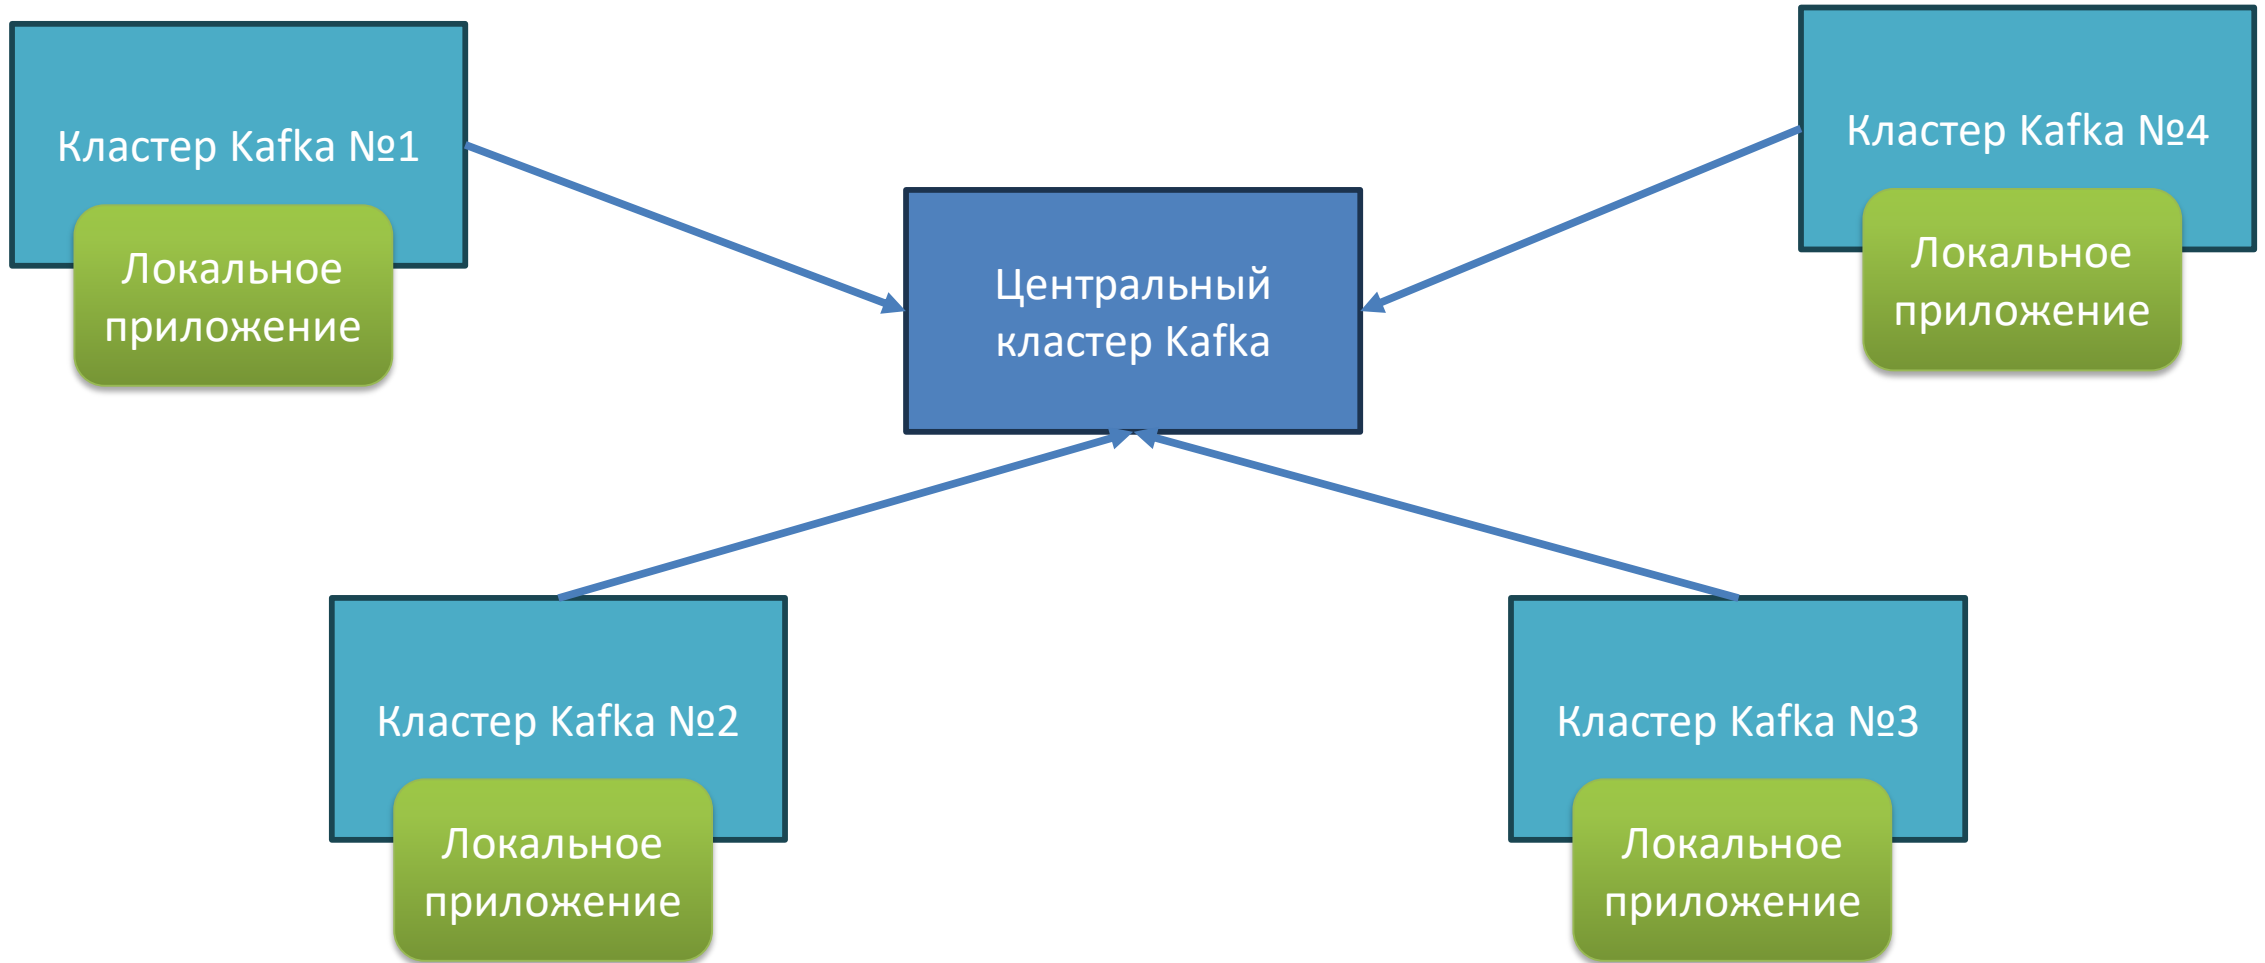 Кластер Kafka №1
Локальное
приложение
Кластер Kafka №4
Локальное
приложение
Центральный
кластер Kafka
Кластер Kafka №2
Локальное
приложение
Кластер Kafka №3
Локальное
приложение